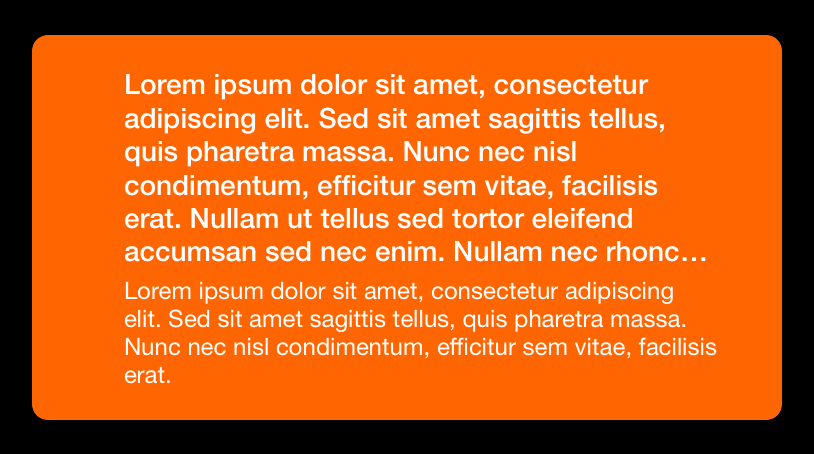 Lorem ipsum dolor sit amet, consectetur
adipiscing elit. Sed sit amet sagittis tellus,
quis pharetra massa. Nunc nec nisl
condimentum, efficitur sem vitae, facilisis
erat. Nullam ut tellus sed tortor eleifend
accumsan sed nec enim. Nullam nec rhonc…
Lorem ipsum dolor sit amet, consectetur adipiscing
elit. Sed sit amet sagittis tellus, quis pharetra massa.
Nunc nec nisl condimentum, efficitur sem vitae, facilisis
erat.